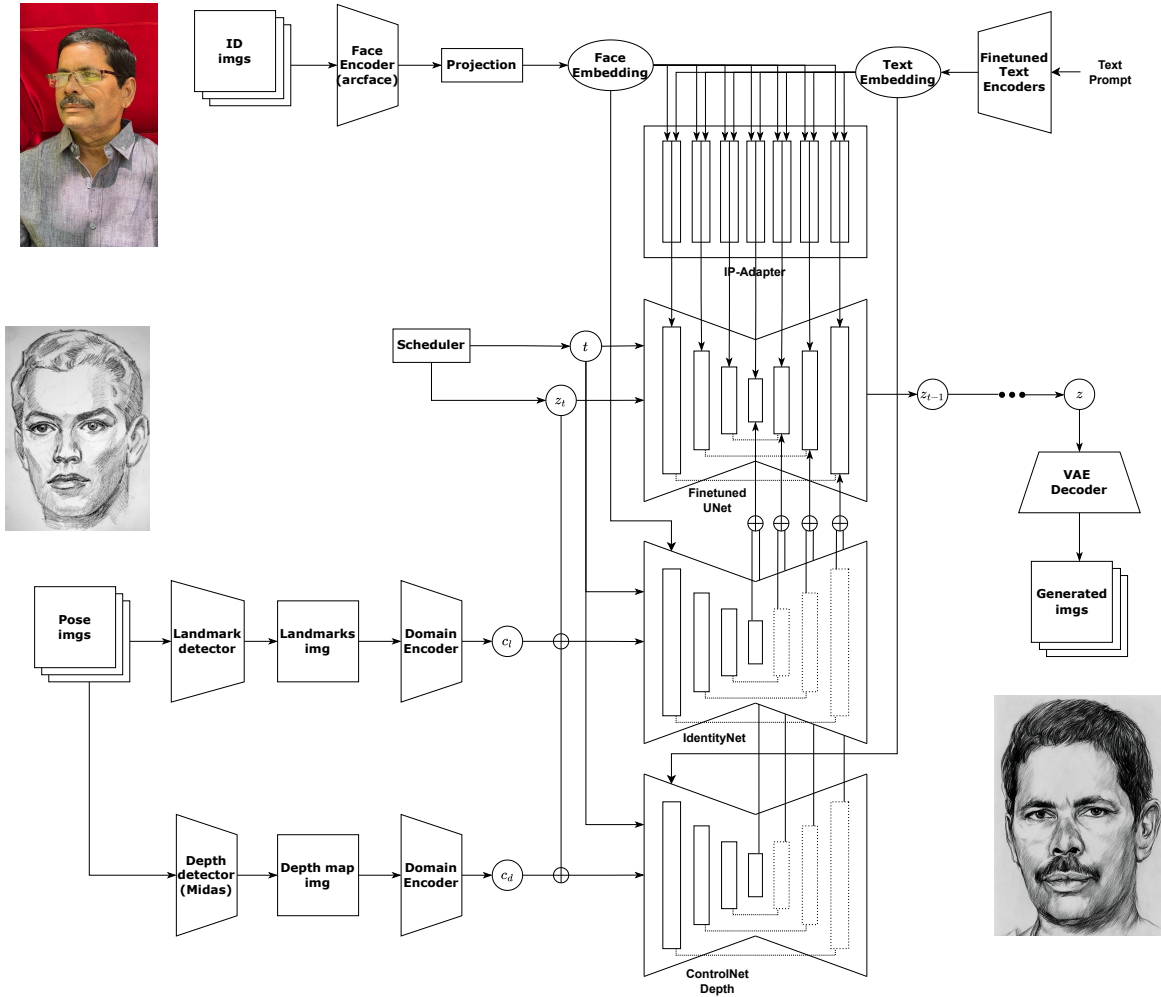 ID
imgs
Face
Encoder
(arcface)
Projection
Face
Embedding
Text
Embedding
Finetuned
Text
Encoders
Text
Prompt
IP-Adapter
Scheduler
t
z_t
z_{t-1}
z
Finetuned
UNet
VAE
Decoder
Generated
imgs
Pose
imgs
Landmark
detector
Landmarks
img
Domain
Encoder
c_l
IdentityNet
Depth
detector
(Midas)
Depth map
img
Domain
Encoder
c_d
ControlNet
Depth